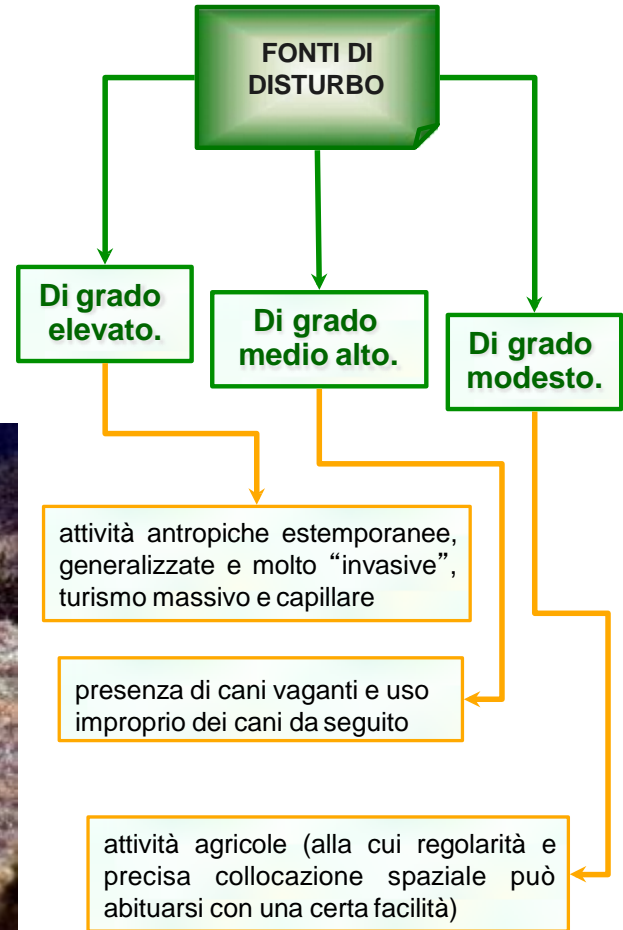 FONTI DI
DISTURBO
Di grado
elevato.
Di grado
medio alto.
Di grado
modesto.
attività antropiche estemporanee,
generalizzate e molto “invasive”,
turismo massivo e capillare
presenza di cani vaganti e uso
improprio dei cani da seguito
attività agricole (alla cui regolarità e
precisa collocazione spaziale può
abituarsi con una certa facilità)